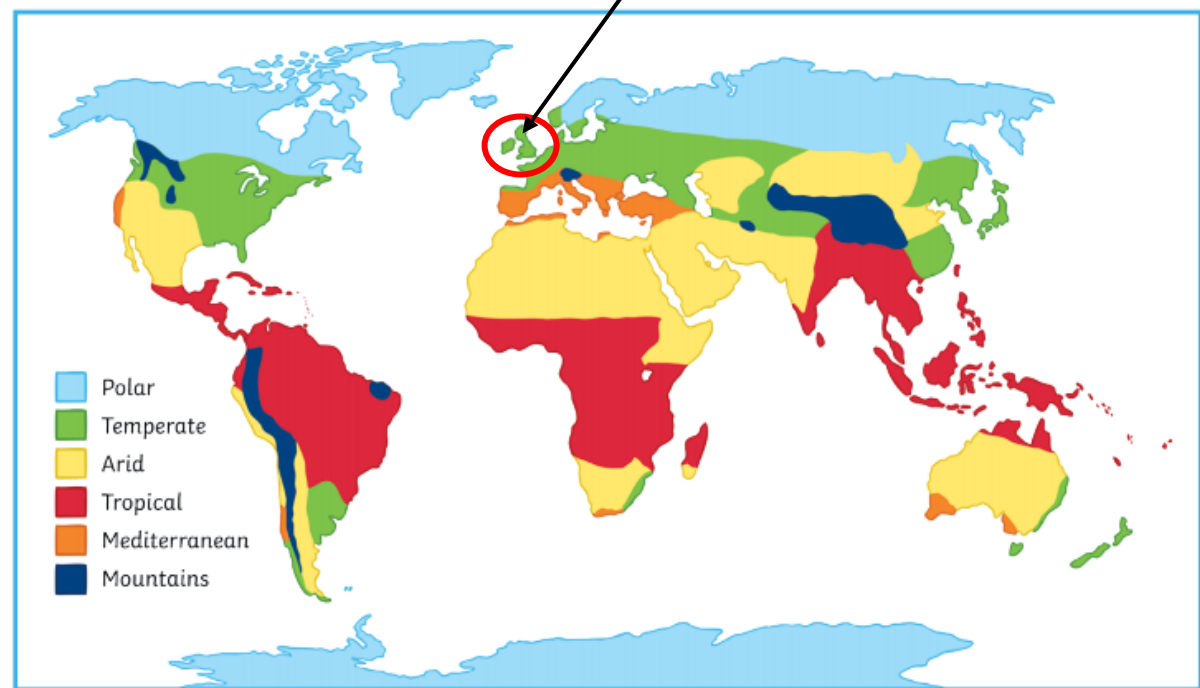 Polar
Temperate
Arid
Tropical
Mediterranean
Mountains